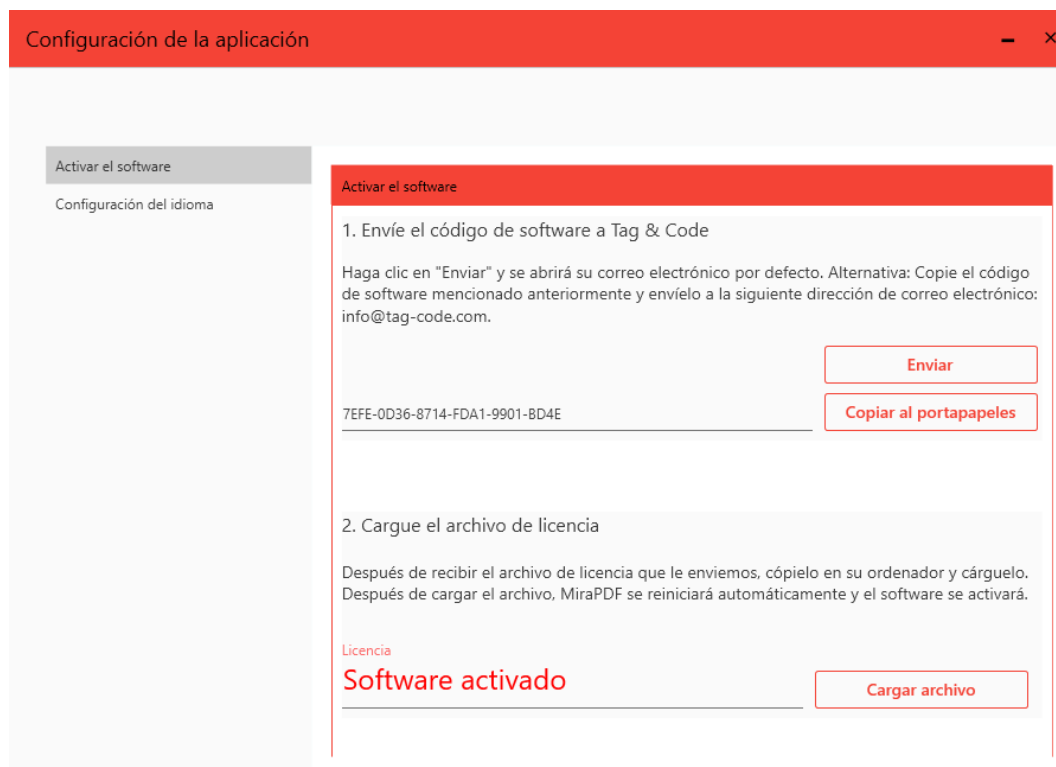 Configuración de la aplicación
Activar el software
Configuración del idioma
Activar el software
1. Envíe el código de software a Tag & Code
Haga clic en "Enviar" y se abrirá su correo electrónico por defecto. Alternativa: Copie el código
de software mencionado anteriormente y envíelo a la siguiente dirección de correo electrónico:
info@tag-code.com.
Enviar
7EFE-0D36-8714-FDA1-9901-BD4E
Copiar al portapapeles
2. Cargue el archivo de licencia
Después de recibir el archivo de licencia que le enviemos, cópielo en su ordenador y cárguelo.
Después de cargar el archivo, MiraPDF se reiniciará automáticamente y el software se activará.
Licencia
Software activado
Cargar archivo